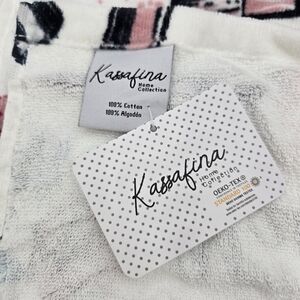 Kassafina
Home
Collection
100% Cotton
100% Algodón
Kassafina
Home
Collection
OEKO-TEX®
STANDARD 100